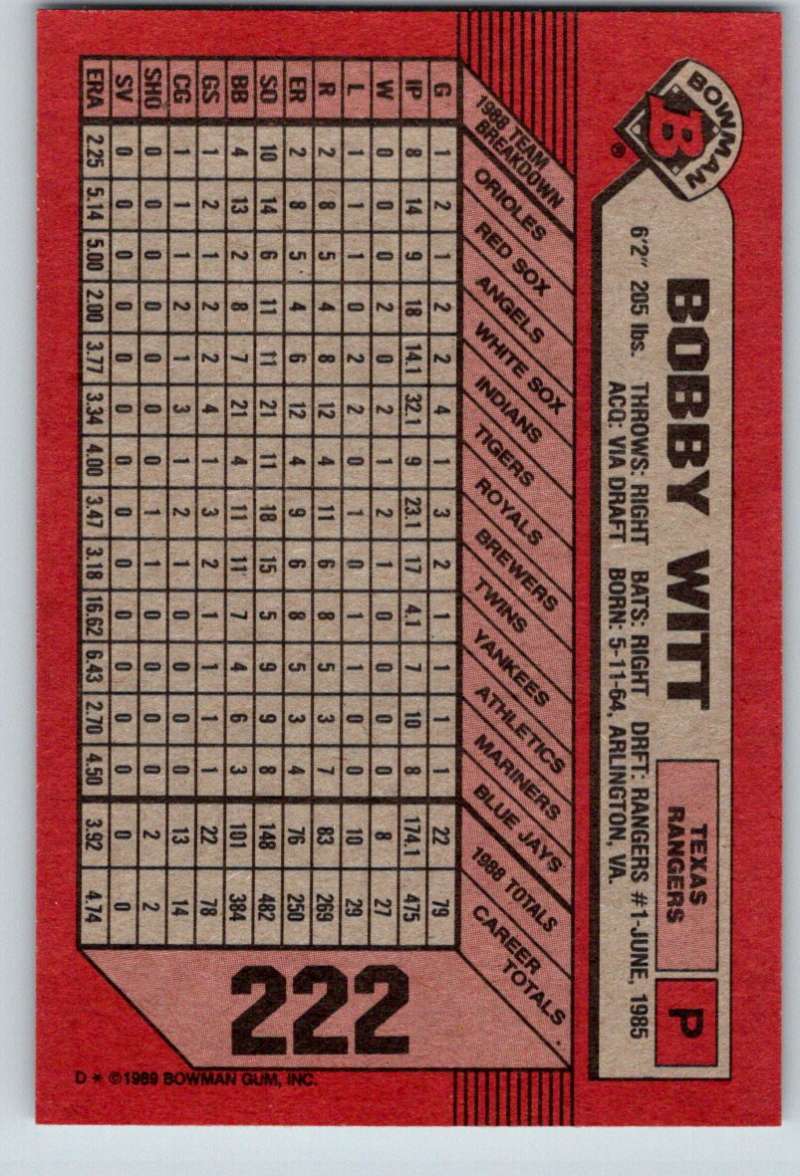 BOWMAN
B ®
BOBBY WITT
TEXAS
RANGERS
P
6'2" 205 lbs. THROWS: RIGHT BATS: RIGHT DRFT: RANGERS #1-JUNE, 1985
ACQ: VIA DRAFT BORN: 5-11-64, ARLINGTON, VA.
1988 TEAM BREAKDOWN ORIOLES RED SOX ANGELS WHITE SOX INDIANS TIGERS ROYALS BREWERS TWINS YANKEES ATHLETICS MARINERS BLUE JAYS 1988 TOTALS CAREER TOTALS
G 1 2 1 2 2 4 1 3 2 1 1 1 1 22 79
IP 8 14 9 18 14.1 32.1 9 23.1 17 4.1 7 10 8 174.1 475
W 0 0 0 2 0 2 0 2 1 0 0 0 0 8 27
L 1 1 1 0 2 2 0 1 0 1 1 0 0 10 29
R 2 8 5 4 8 12 4 11 6 8 5 3 7 83 269
ER 2 8 5 4 6 12 4 9 6 8 5 3 4 76 250
SO 10 14 6 11 11 21 11 18 15 5 9 9 8 148 482
BB 4 13 2 8 7 21 4 11 11 7 4 6 3 101 384
GS 1 2 1 2 2 4 1 3 2 1 1 1 1 22 78
CG 1 1 1 2 1 3 1 2 1 0 0 0 0 13 14
SHO 0 0 0 0 0 0 0 1 1 0 0 0 0 2 2
SV 0 0 0 0 0 0 0 0 0 0 0 0 0 0 0
ERA 2.25 5.14 5.00 2.00 3.77 3.34 4.00 3.47 3.18 16.62 6.43 2.70 4.50 3.92 4.74
222
D * ©1989 BOWMAN GUM, INC.